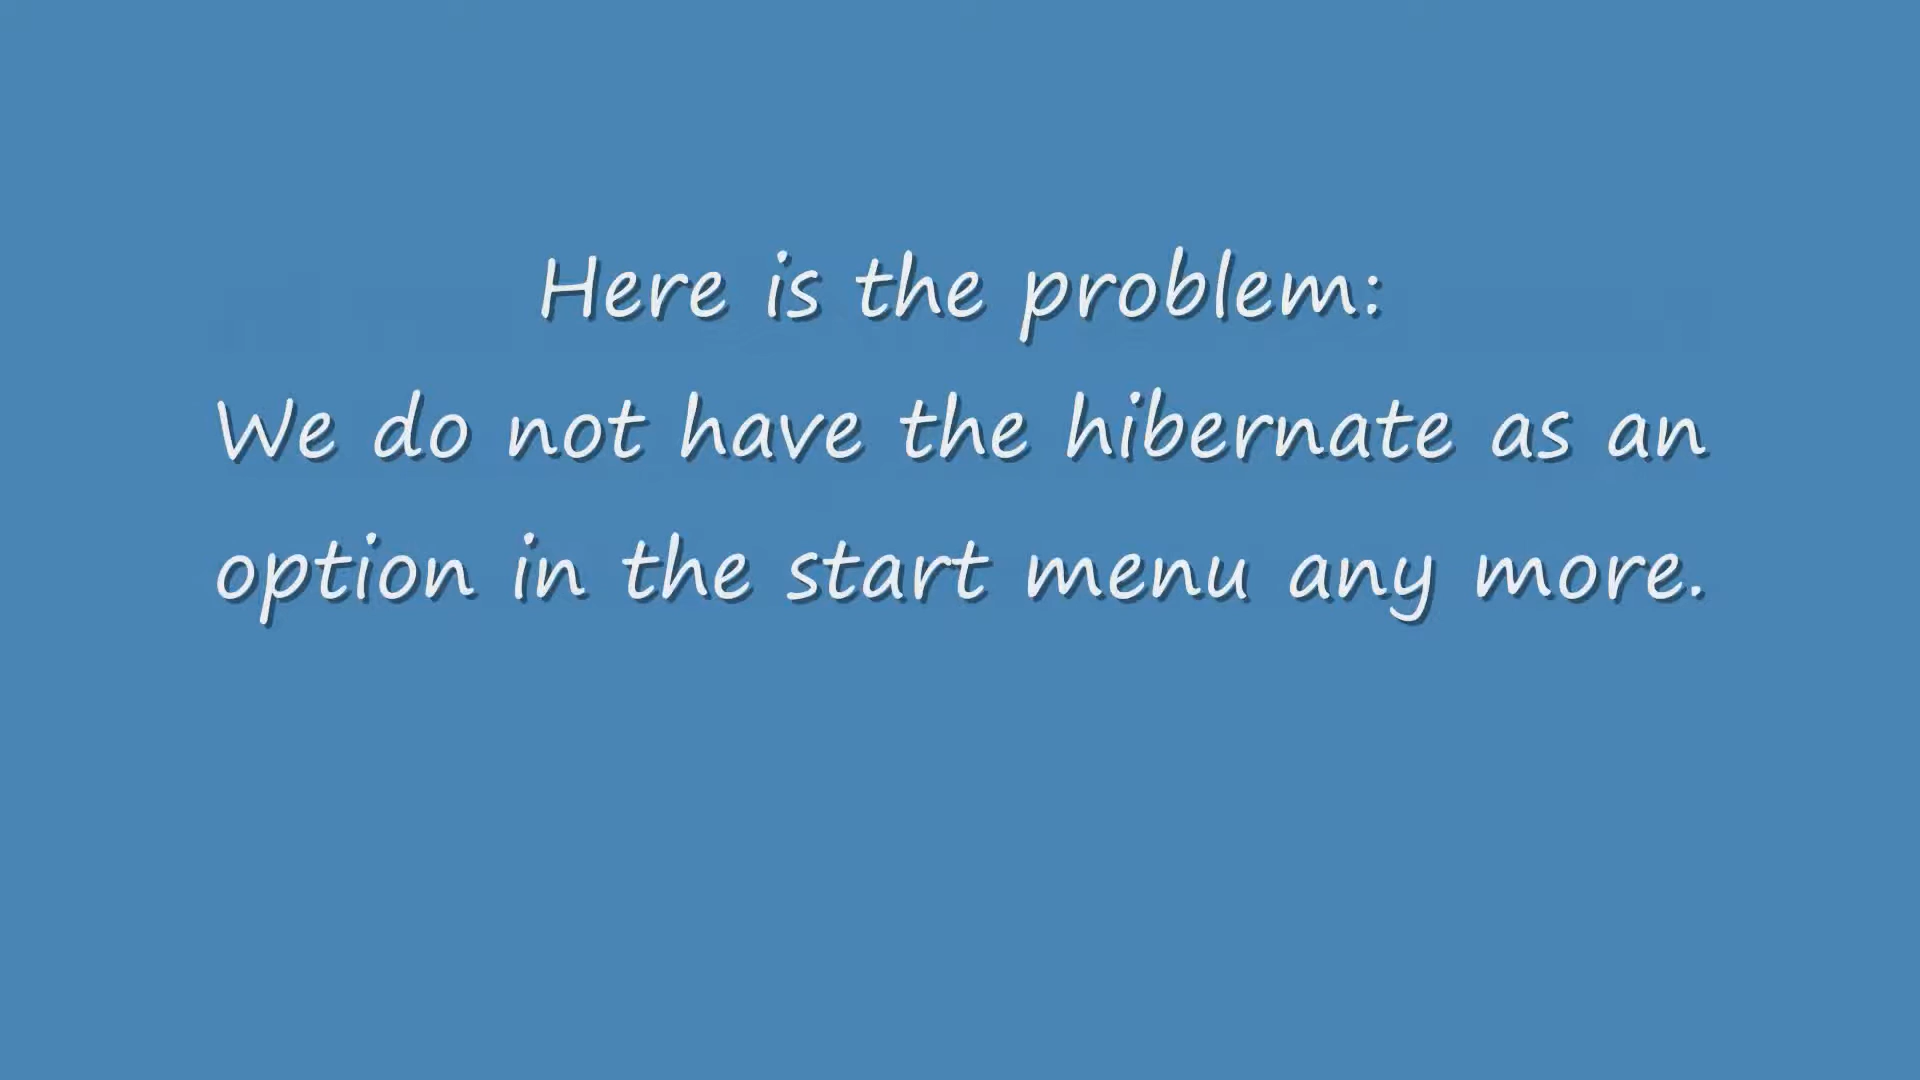 Here is the problem:
We do not have the hibernate as an
option in the start menu any more.